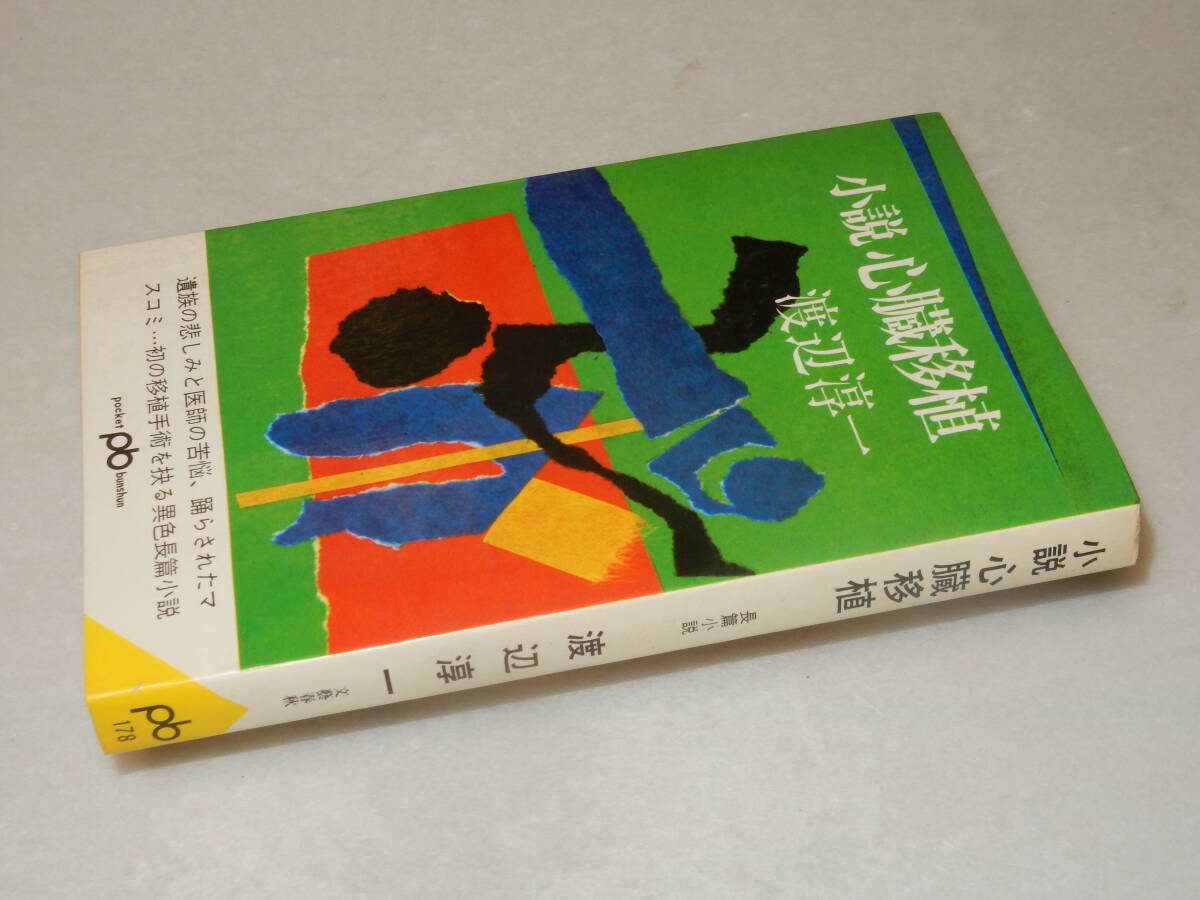 小説 心臓移植
渡辺淳一
遺族の悲しみと医師の苦悩、踊らされたマ
スコミ…初の移植手術を抉る異色長篇小説
pocket
pb
bunshun
小説 心臓移植
長篇小説
渡辺淳一
文藝春秋
pb
178